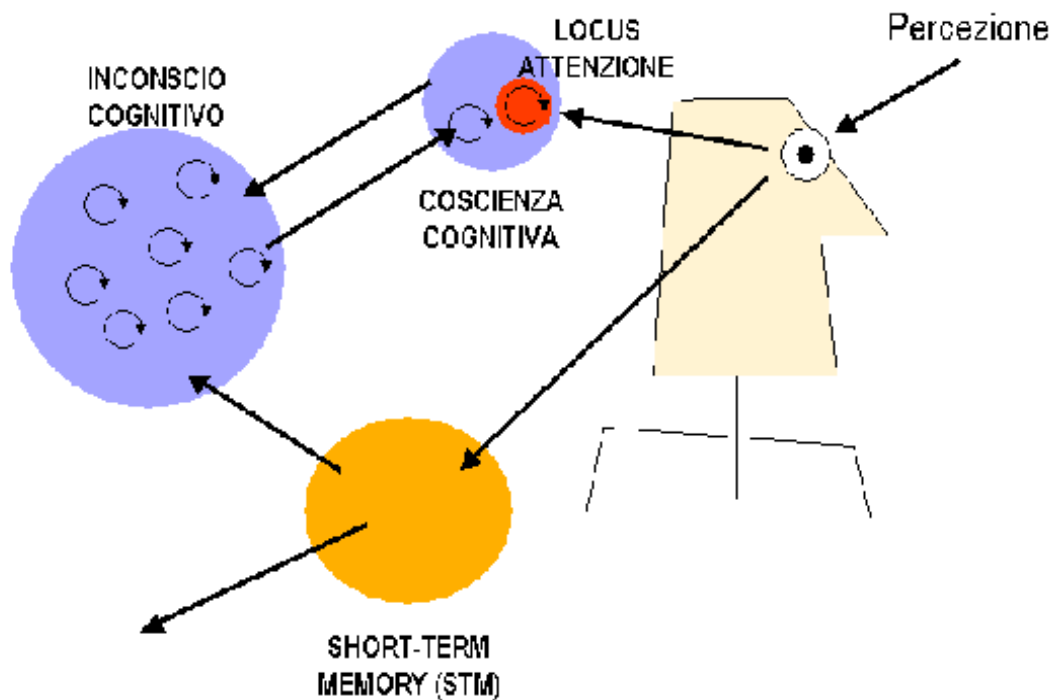 LOCUS
ATTENZIONE
Percezione
INCONSCIO
COGNITIVO
COSCIENZA
COGNITIVA
SHORT-TERM
MEMORY (STM)